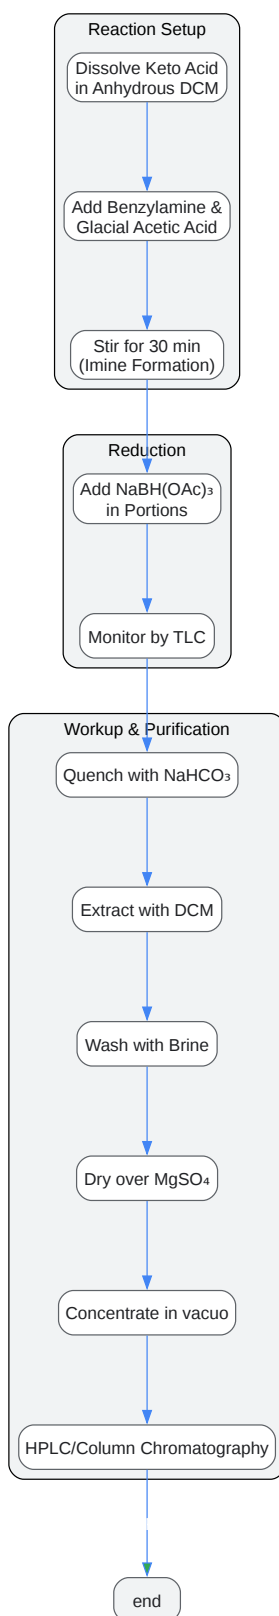 Reaction Setup
Dissolve Keto Acid
in Anhydrous DCM
Add Benzylamine &
Glacial Acetic Acid
Stir for 30 min
(Imine Formation)
Reduction
Add NaBH(OAc)₃
in Portions
Monitor by TLC
Workup & Purification
Quench with NaHCO₃
Extract with DCM
Wash with Brine
Dry over MgSO₄
Concentrate in vacuo
HPLC/Column Chromatography
end